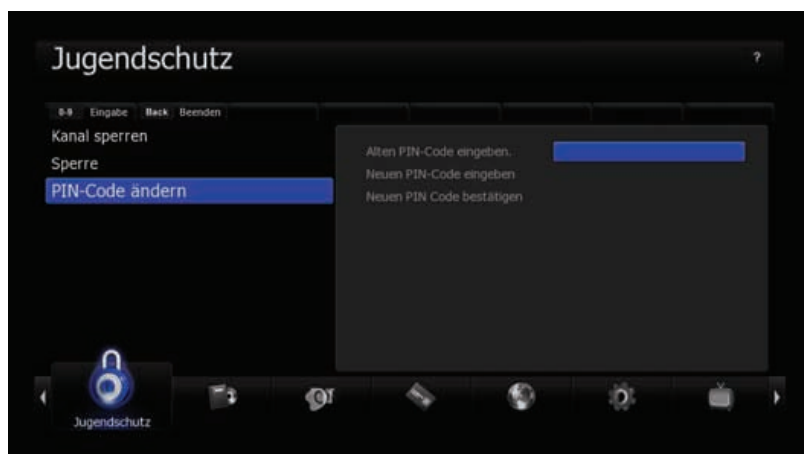 Jugendschutz
?
0-9 Eingabe Back Beenden
Kanal sperren
Sperre
PIN-Code ändern
Alten PIN-Code eingeben.
Neuen PIN-Code eingeben
Neuen PIN Code bestätigen
Jugendschutz